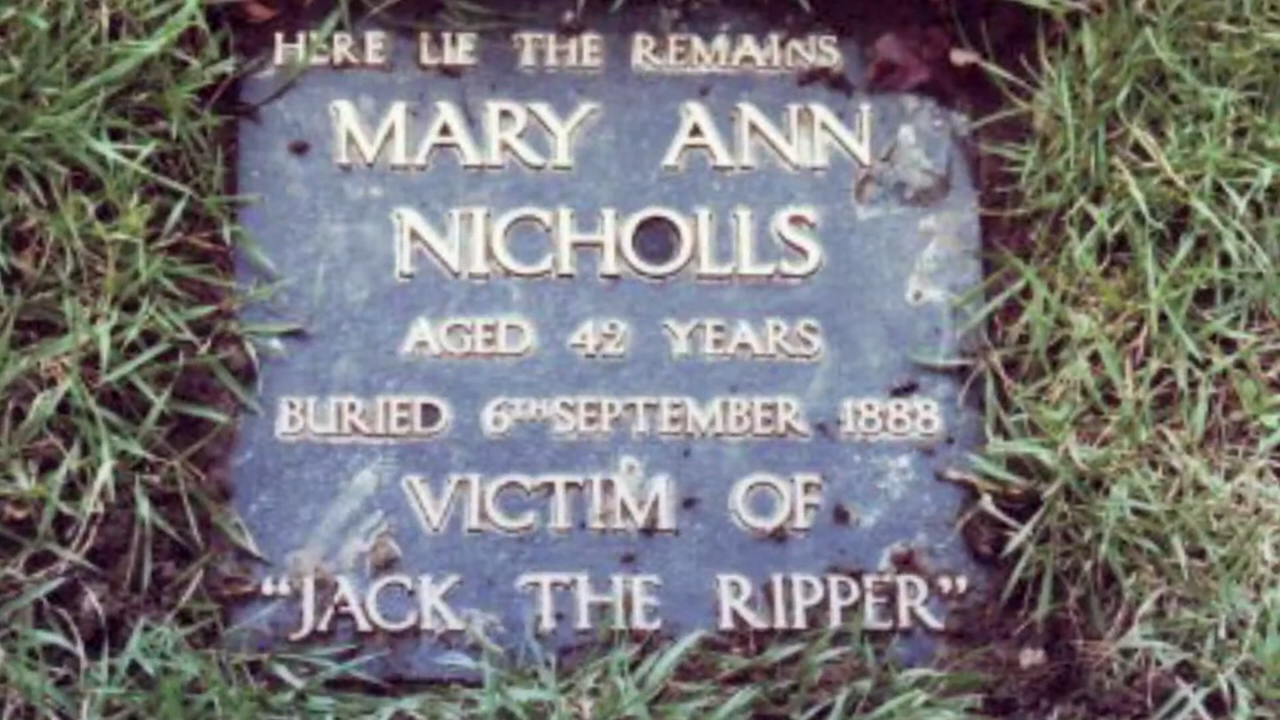 HERE LIE THE REMAINS
MARY ANN
NICHOLLS
AGED 42 YEARS
BURIED 6TH SEPTEMBER 1888
VICTIM OF
“JACK THE RIPPER”